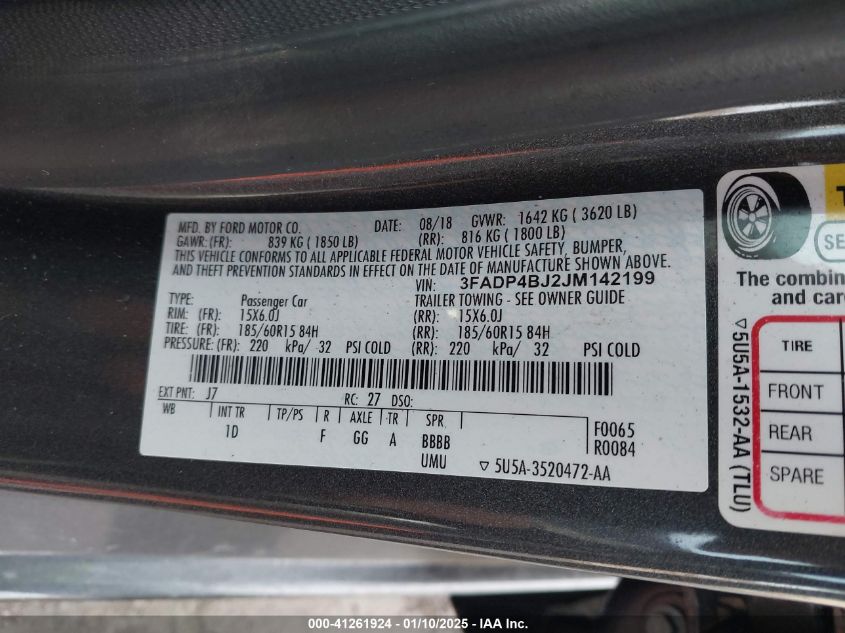 MFD. BY FORD MOTOR CO. DATE: 08/18 GVWR: 1642 KG ( 3620 LB)
GAWR: (FR): 839 KG ( 1850 LB) (RR): 816 KG ( 1800 LB)
THIS VEHICLE CONFORMS TO ALL APPLICABLE FEDERAL MOTOR VEHICLE SAFETY, BUMPER,
AND THEFT PREVENTION STANDARDS IN EFFECT ON THE DATE OF MANUFACTURE SHOWN ABOVE.
VIN: 3FADP4BJ2JM142199
TYPE: Passenger Car TRAILER TOWING - SEE OWNER GUIDE
RIM: (FR): 15X6.0J (RR): 15X6.0J
TIRE: (FR): 185/60R15 84H (RR): 185/60R15 84H
PRESSURE: (FR): 220 kPa/ 32 PSI COLD (RR): 220 kPa/ 32 PSI COLD
EXT PNT: J7 RC: 27 DSO:
WB INT TR TP/PS R AXLE TR SPR
1D F GG A BBBB
UMU
F0065
R0084
▽ 5U5A-3520472-AA
The combin
and car
▽5U5A-1532-AA (TLU)
TIRE
FRONT
REAR
SPARE
000-41261924 - 01/10/2025 - IAA Inc.